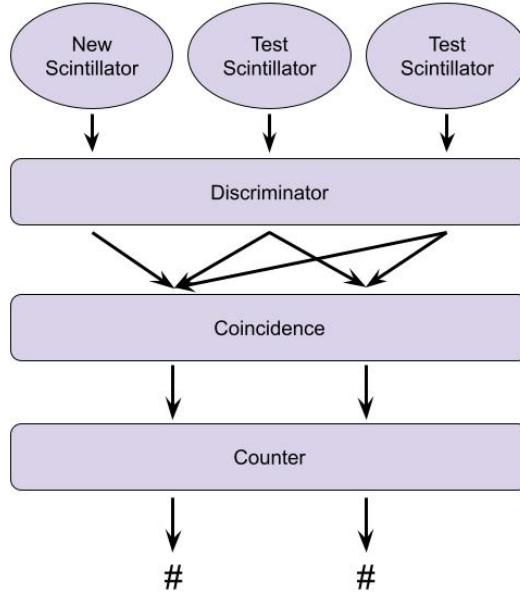 New
Scintillator
Test
Scintillator
Test
Scintillator
Discriminator
Coincidence
Counter
#
#